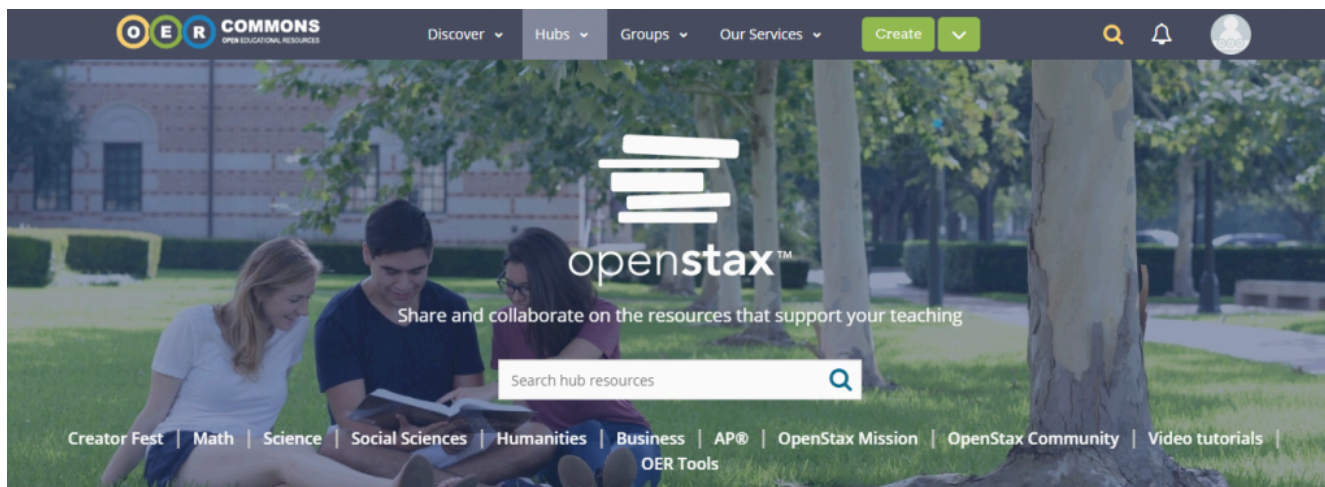 O E R COMMONS
OPEN EDUCATIONAL RESOURCES
Discover Hubs Groups Our Services Create
openstax™
Share and collaborate on the resources that support your teaching
Search hub resources
Creator Fest | Math | Science | Social Sciences | Humanities | Business | AP® | OpenStax Mission | OpenStax Community | Video tutorials |
OER Tools